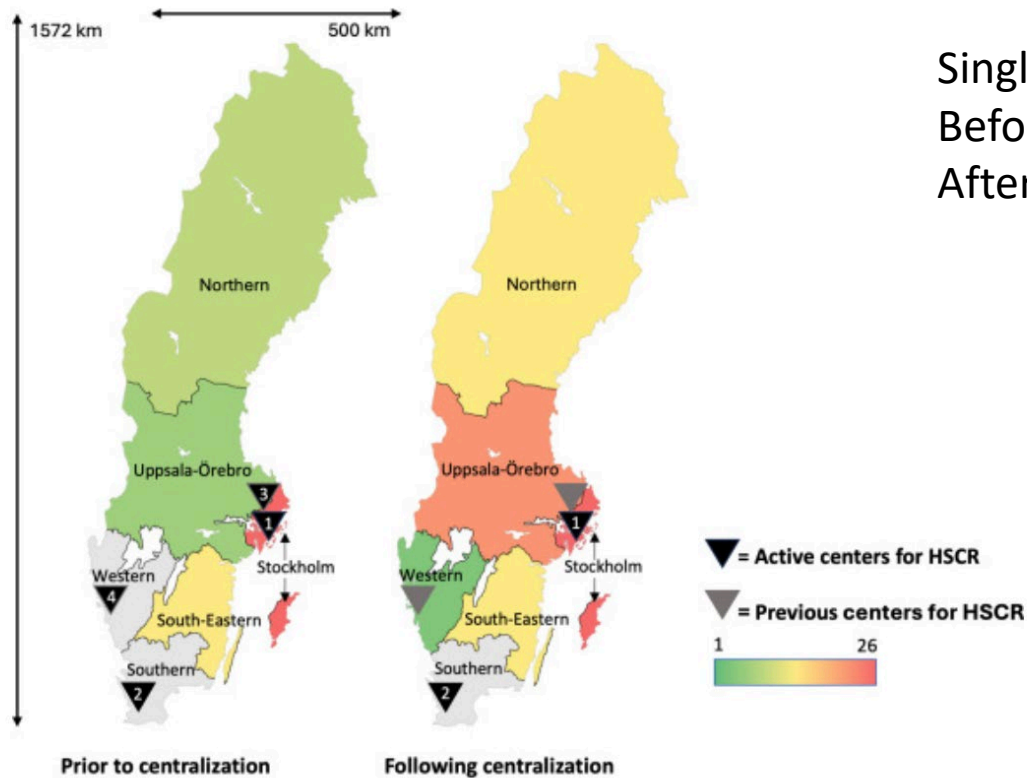 1572 km
500 km
Singl
Befo
After
Northern
Northern
Uppsala-Örebro
Uppsala-Örebro
3
1
1
Stockholm
Stockholm
Western
4
Western
South-Eastern
South-Eastern
Southern
Southern
2
2
= Active centers for HSCR
= Previous centers for HSCR
1 26
Prior to centralization
Following centralization